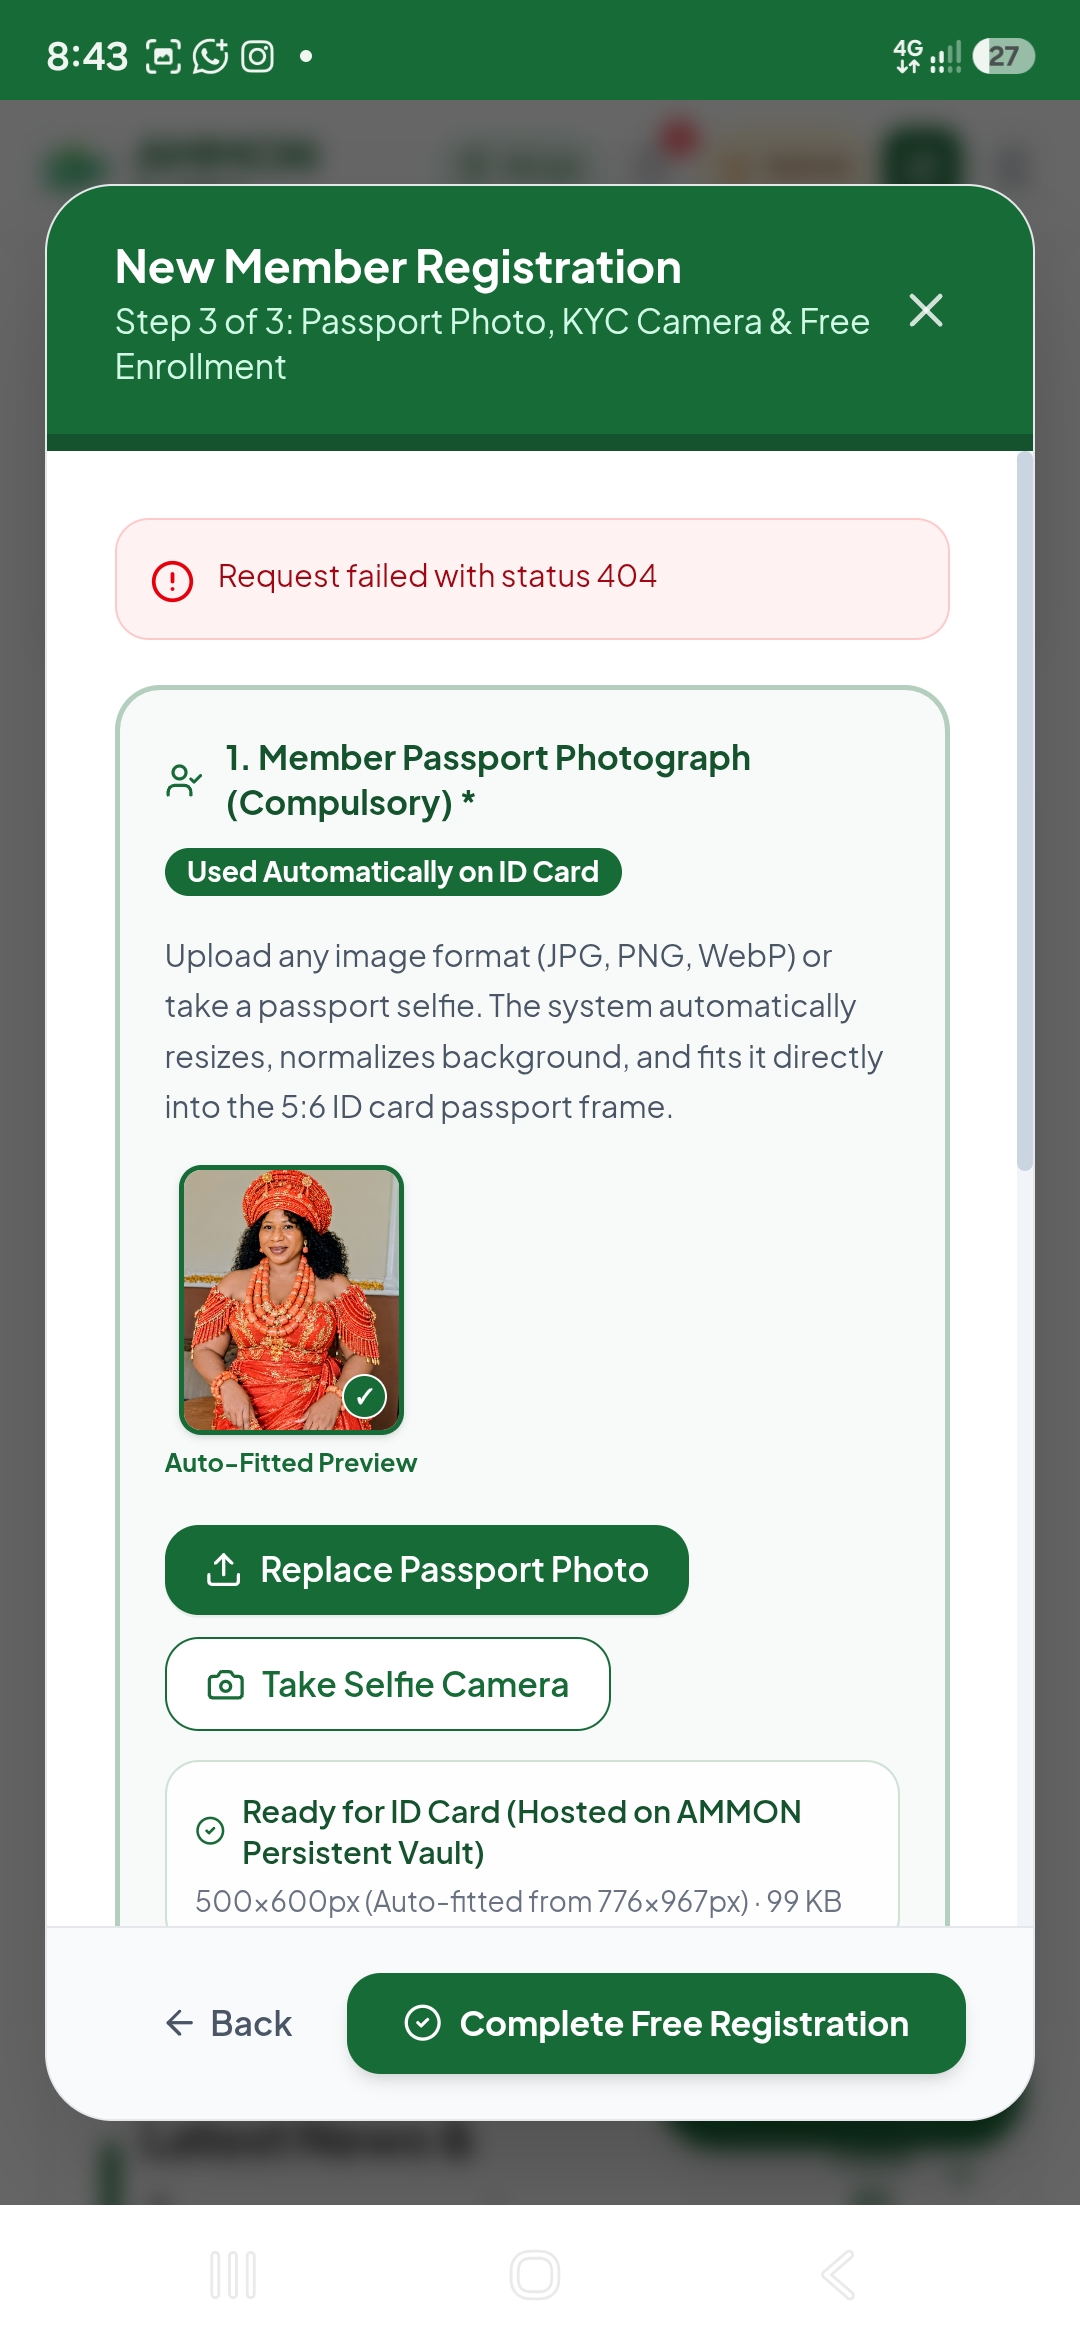 8:43
4G
27
New Member Registration
Step 3 of 3: Passport Photo, KYC Camera & Free
Enrollment
Request failed with status 404
1. Member Passport Photograph
(Compulsory) *
Used Automatically on ID Card
Upload any image format (JPG, PNG, WebP) or
take a passport selfie. The system automatically
resizes, normalizes background, and fits it directly
into the 5:6 ID card passport frame.
Auto-Fitted Preview
Replace Passport Photo
Take Selfie Camera
Ready for ID Card (Hosted on AMMON
Persistent Vault)
500×600px (Auto-fitted from 776×967px) · 99 KB
Back
Complete Free Registration